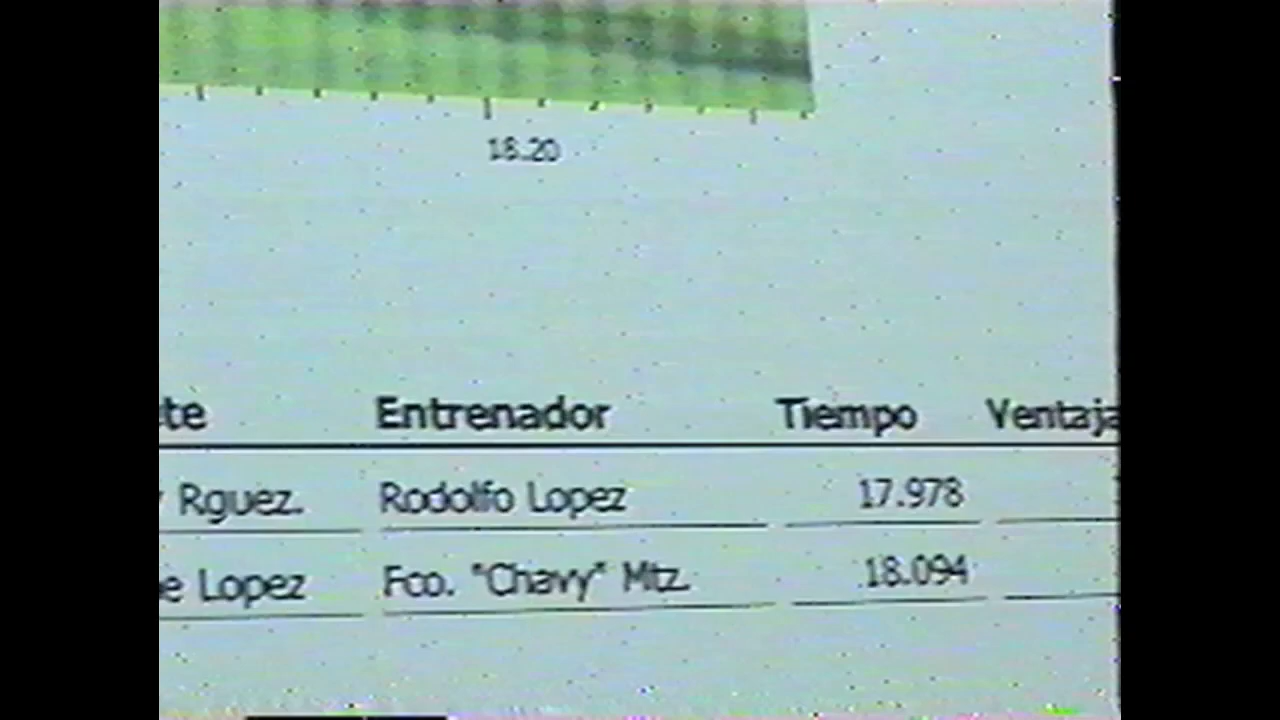 18.20
te Entrenador Tiempo Ventaja
Rguez. Rodolfo Lopez 17.978
e Lopez Fco. "Chavy" Mtz. 18.094